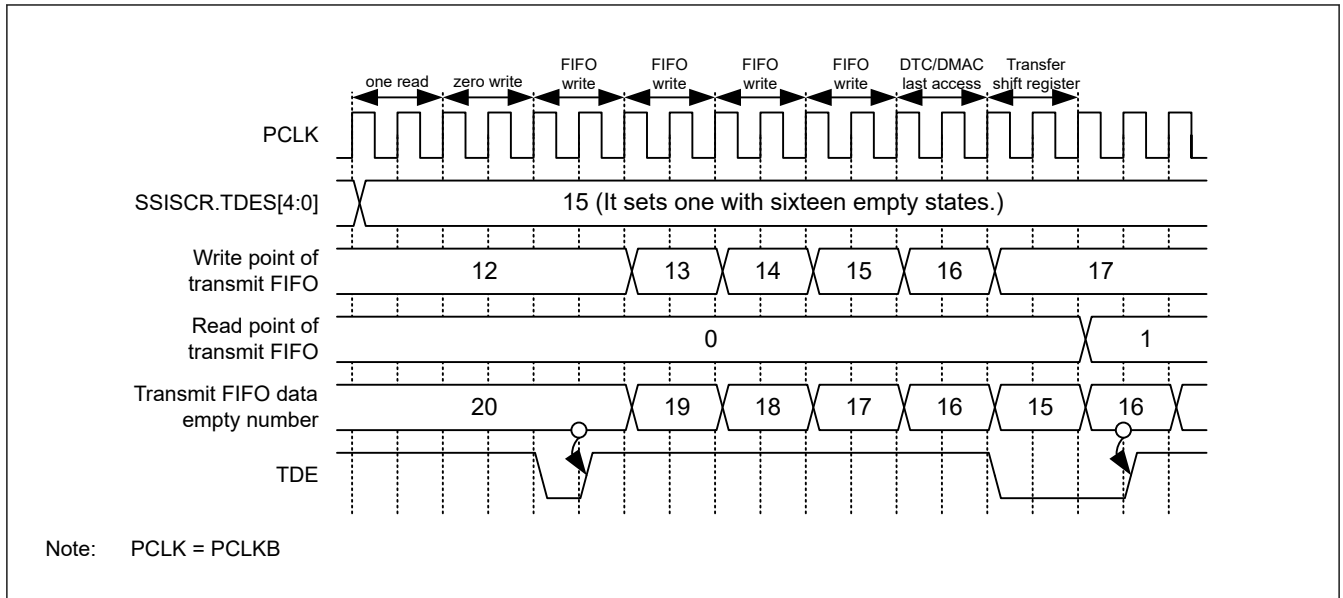 one read
zero write
FIFO
write
FIFO
write
FIFO
write
FIFO
write
DTC/DMAC
last access
Transfer
shift register
PCLK
SSISCR.TDES[4:0]
15 (It sets one with sixteen empty states.)
Write point of
transmit FIFO
12
13
14
15
16
17
Read point of
transmit FIFO
0
1
Transmit FIFO data
empty number
20
19
18
17
16
15
16
TDE
Note: PCLK = PCLKB